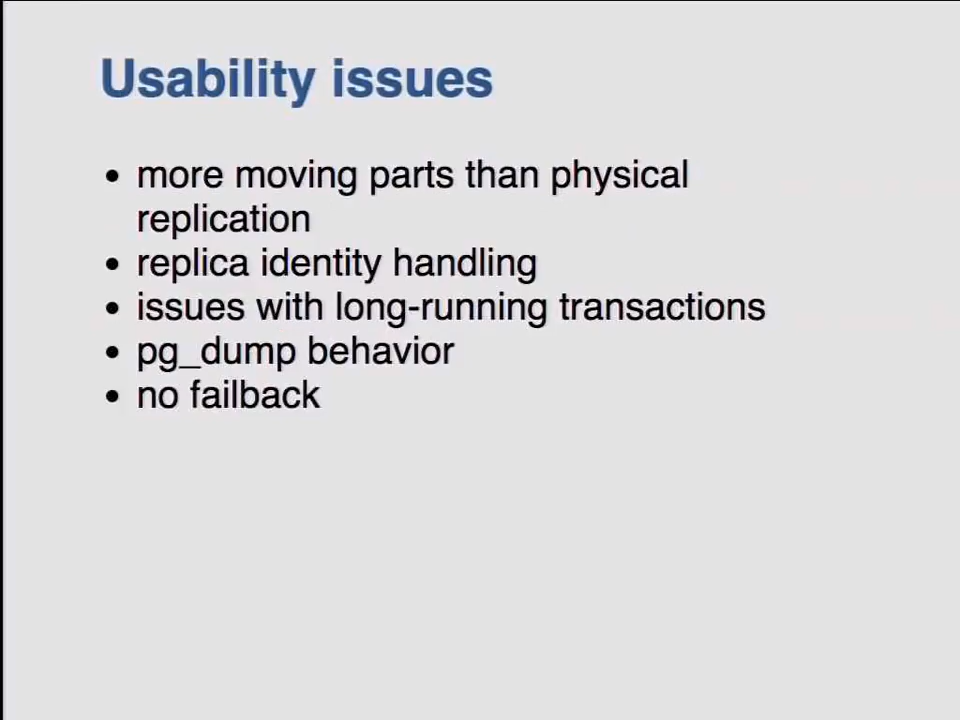 Usability issues
• more moving parts than physical
replication
• replica identity handling
• issues with long-running transactions
• pg_dump behavior
• no failback